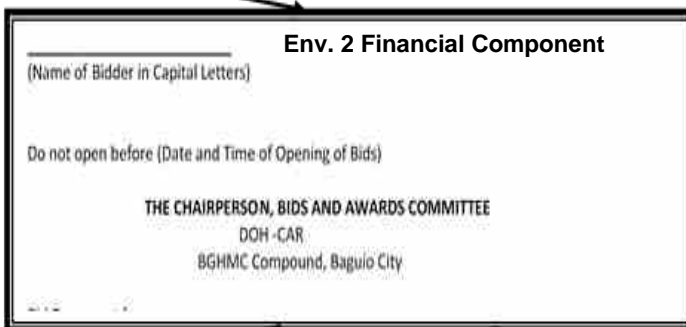 Env. 2 Financial Component
(Name of Bidder in Capital Letters)
Do not open before (Date and Time of Opening of Bids)
THE CHAIRPERSON, BIDS AND AWARDS COMMITTEE
DOH -CAR
BGHMC Compound, Baguio City